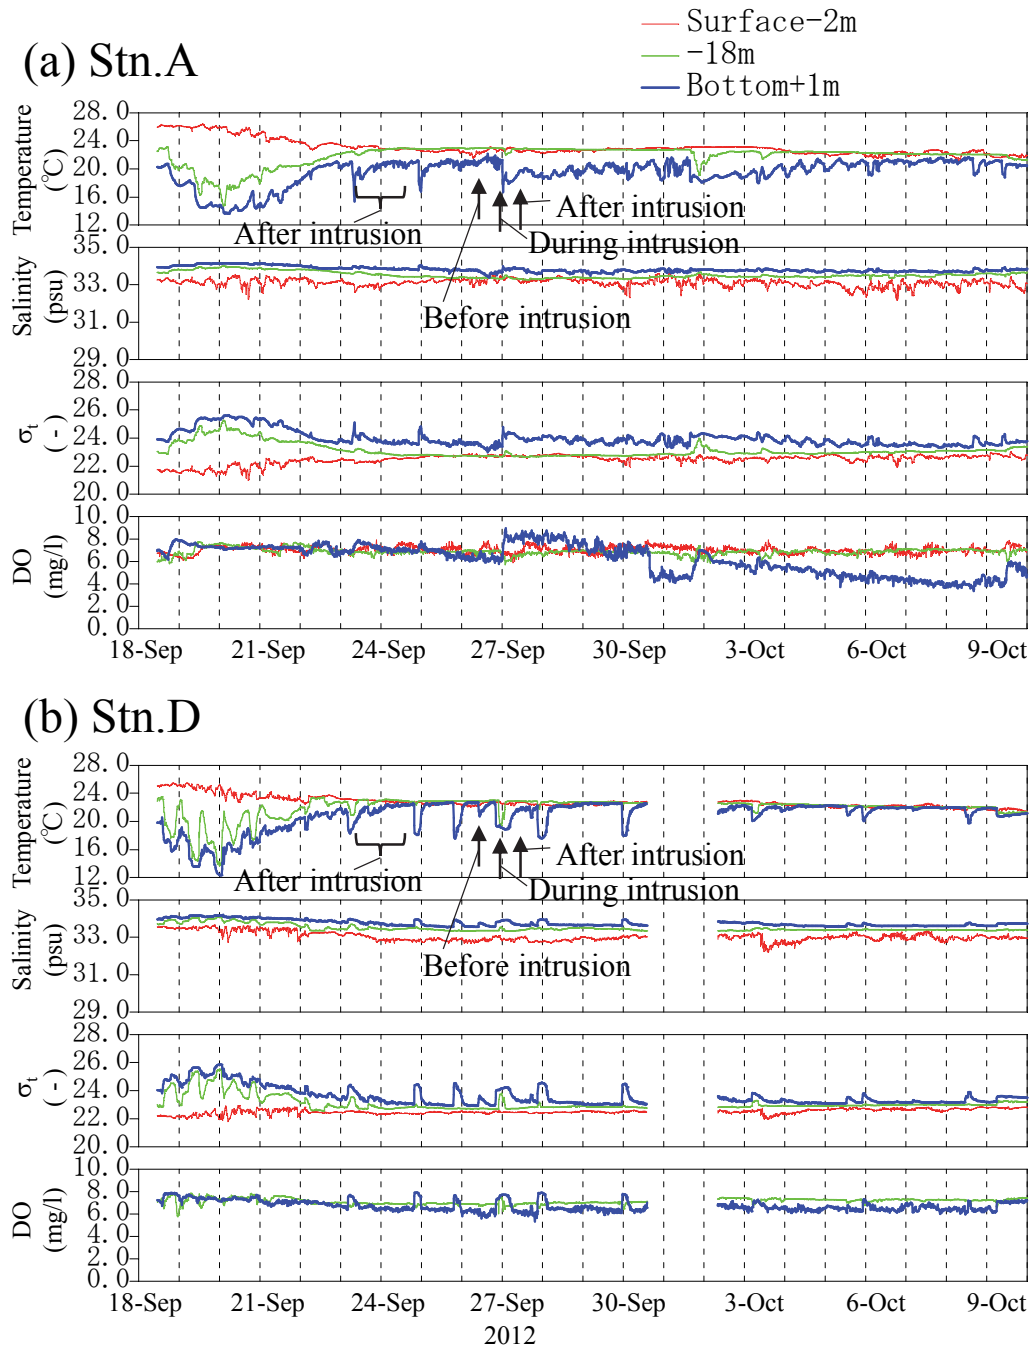 Surface-2m
-18m
Bottom+1m
(a) Stn.A
Temperature
(℃)
28.0
24.0
20.0
16.0
12.0
After intrusion
After intrusion
During intrusion
Before intrusion
Salinity
(psu)
35.0
33.0
31.0
29.0
σt
(-)
28.0
26.0
24.0
22.0
20.0
DO
(mg/l)
10.0
8.0
6.0
4.0
2.0
0.0
18-Sep 21-Sep 24-Sep 27-Sep 30-Sep 3-Oct 6-Oct 9-Oct
(b) Stn.D
Temperature
(℃)
28.0
24.0
20.0
16.0
12.0
After intrusion
After intrusion
During intrusion
Before intrusion
Salinity
(psu)
35.0
33.0
31.0
29.0
σt
(-)
28.0
26.0
24.0
22.0
20.0
DO
(mg/l)
10.0
8.0
6.0
4.0
2.0
0.0
18-Sep 21-Sep 24-Sep 27-Sep 30-Sep 3-Oct 6-Oct 9-Oct
2012